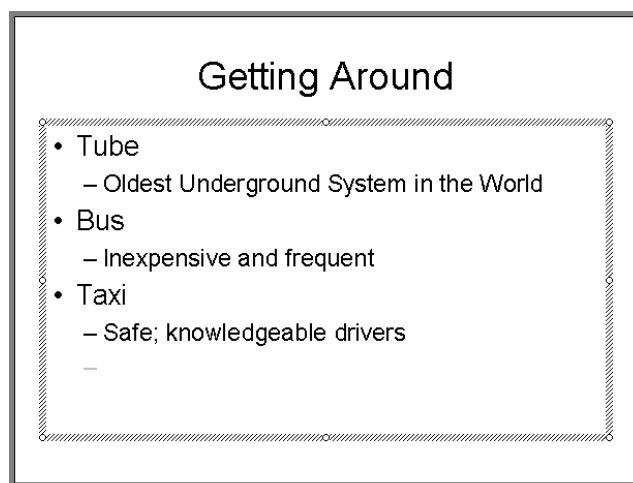 Getting Around
• Tube
– Oldest Underground System in the World
• Bus
– Inexpensive and frequent
• Taxi
– Safe; knowledgeable drivers
–